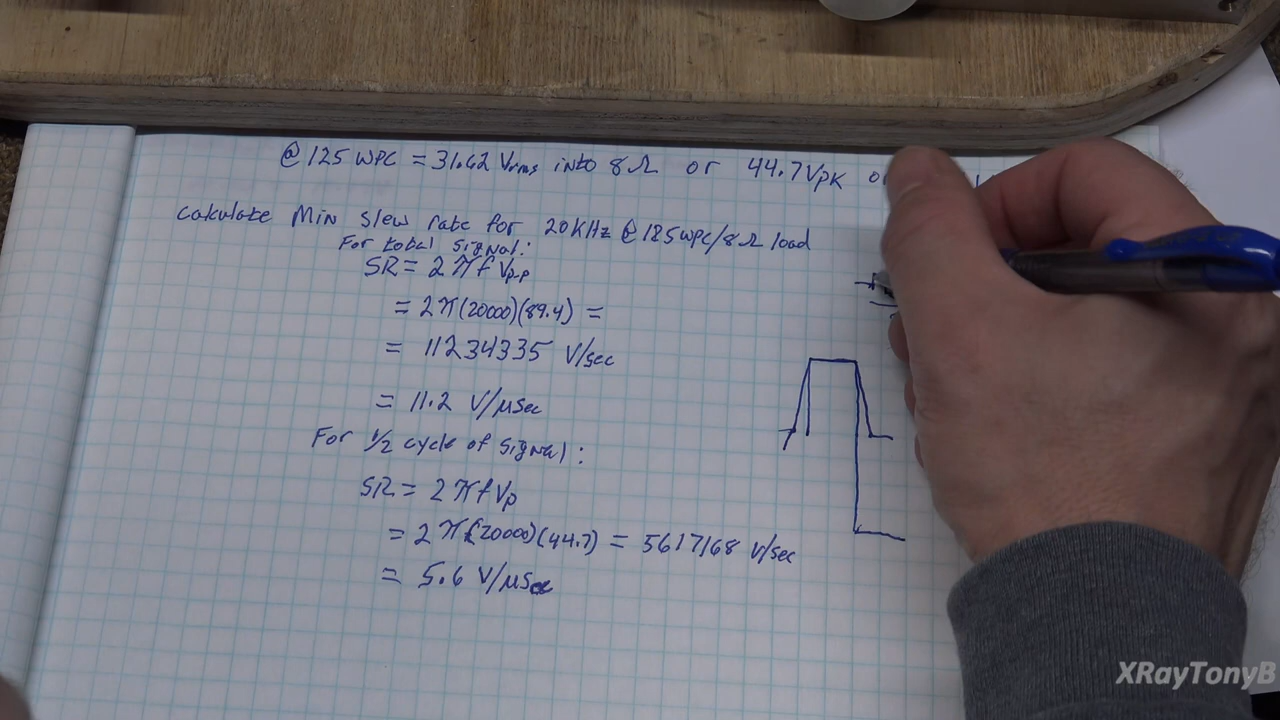 @ 125 WPC = 31.62 Vrms into 8Ω or 44.7Vpk or
Calculate Min slew rate for 20KHz @ 125WPC/8Ω load
For total signal:
SR = 2πf Vp-p
= 2π(20000)(89.4) =
= 11234335 V/sec
= 11.2 V/μSec
For 1/2 cycle of signal:
SR = 2πf Vp
= 2π(20000)(44.7) = 5617168 V/sec
= 5.6 V/μSec
XRayTonyB